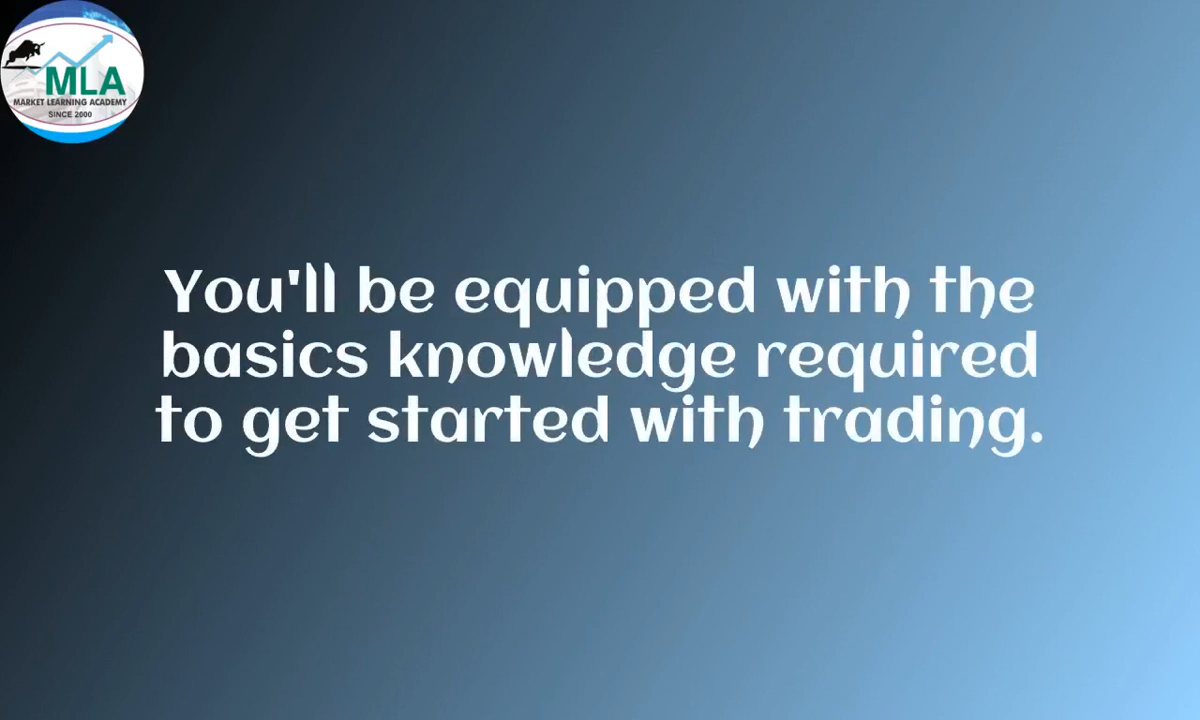 MLA
MARKET LEARNING ACADEMY
SINCE 2000
You'll be equipped with the
basics knowledge required
to get started with trading.